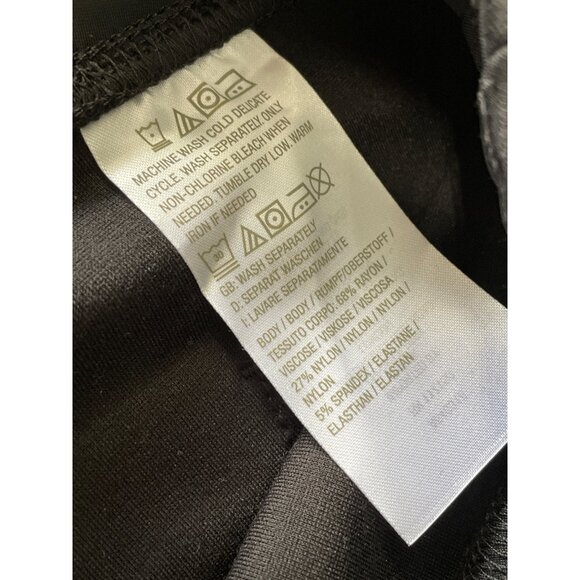 MACHINE WASH COLD DELICATE
CYCLE. WASH SEPARATELY. ONLY
NON-CHLORINE BLEACH WHEN
NEEDED. TUMBLE DRY LOW. WARM
IRON IF NEEDED
30
GB: WASH SEPARATELY
D: SEPARAT WASCHEN
I: LAVARE SEPARATAMENTE
BODY / BODY / RUMPF/OBERSTOFF /
TESSUTO CORPO: 68% RAYON /
VISCOSE / VISKOSE / VISCOSA
27% NYLON / NYLON / NYLON /
NYLON
5% SPANDEX / ELASTANE /
ELASTHAN / ELASTAN